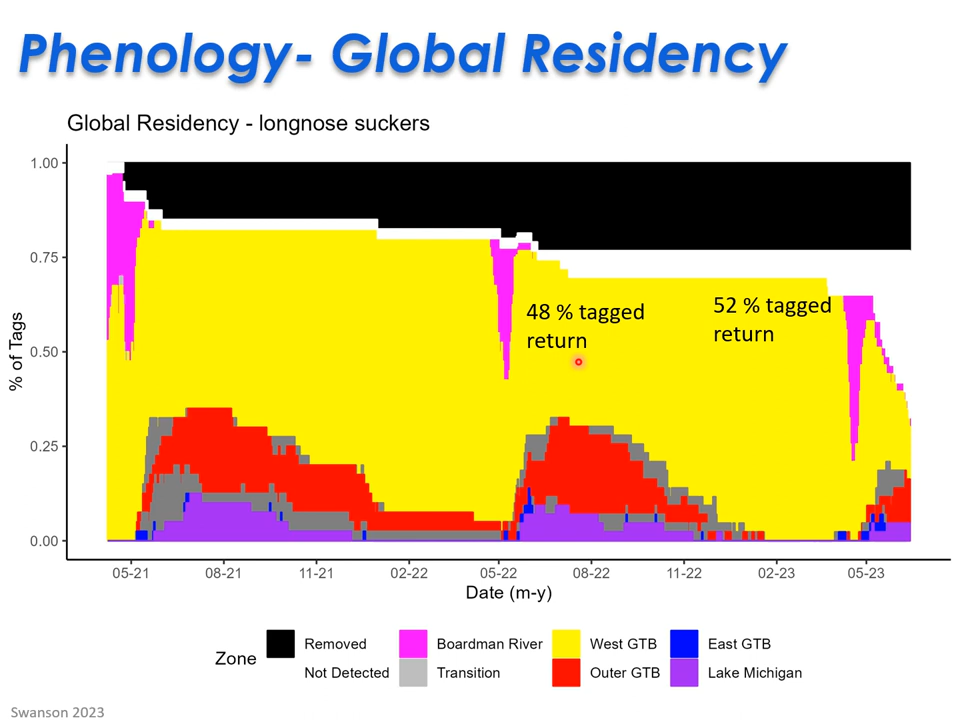 Phenology- Global Residency
Global Residency - longnose suckers
1.00
0.75
0.50
0.25
0.00
% of Tags
48 % tagged
return
52 % tagged
return
05-21 08-21 11-21 02-22 05-22 08-22 11-22 02-23 05-23
Date (m-y)
Zone
Removed Boardman River West GTB East GTB
Not Detected Transition Outer GTB Lake Michigan
Swanson 2023